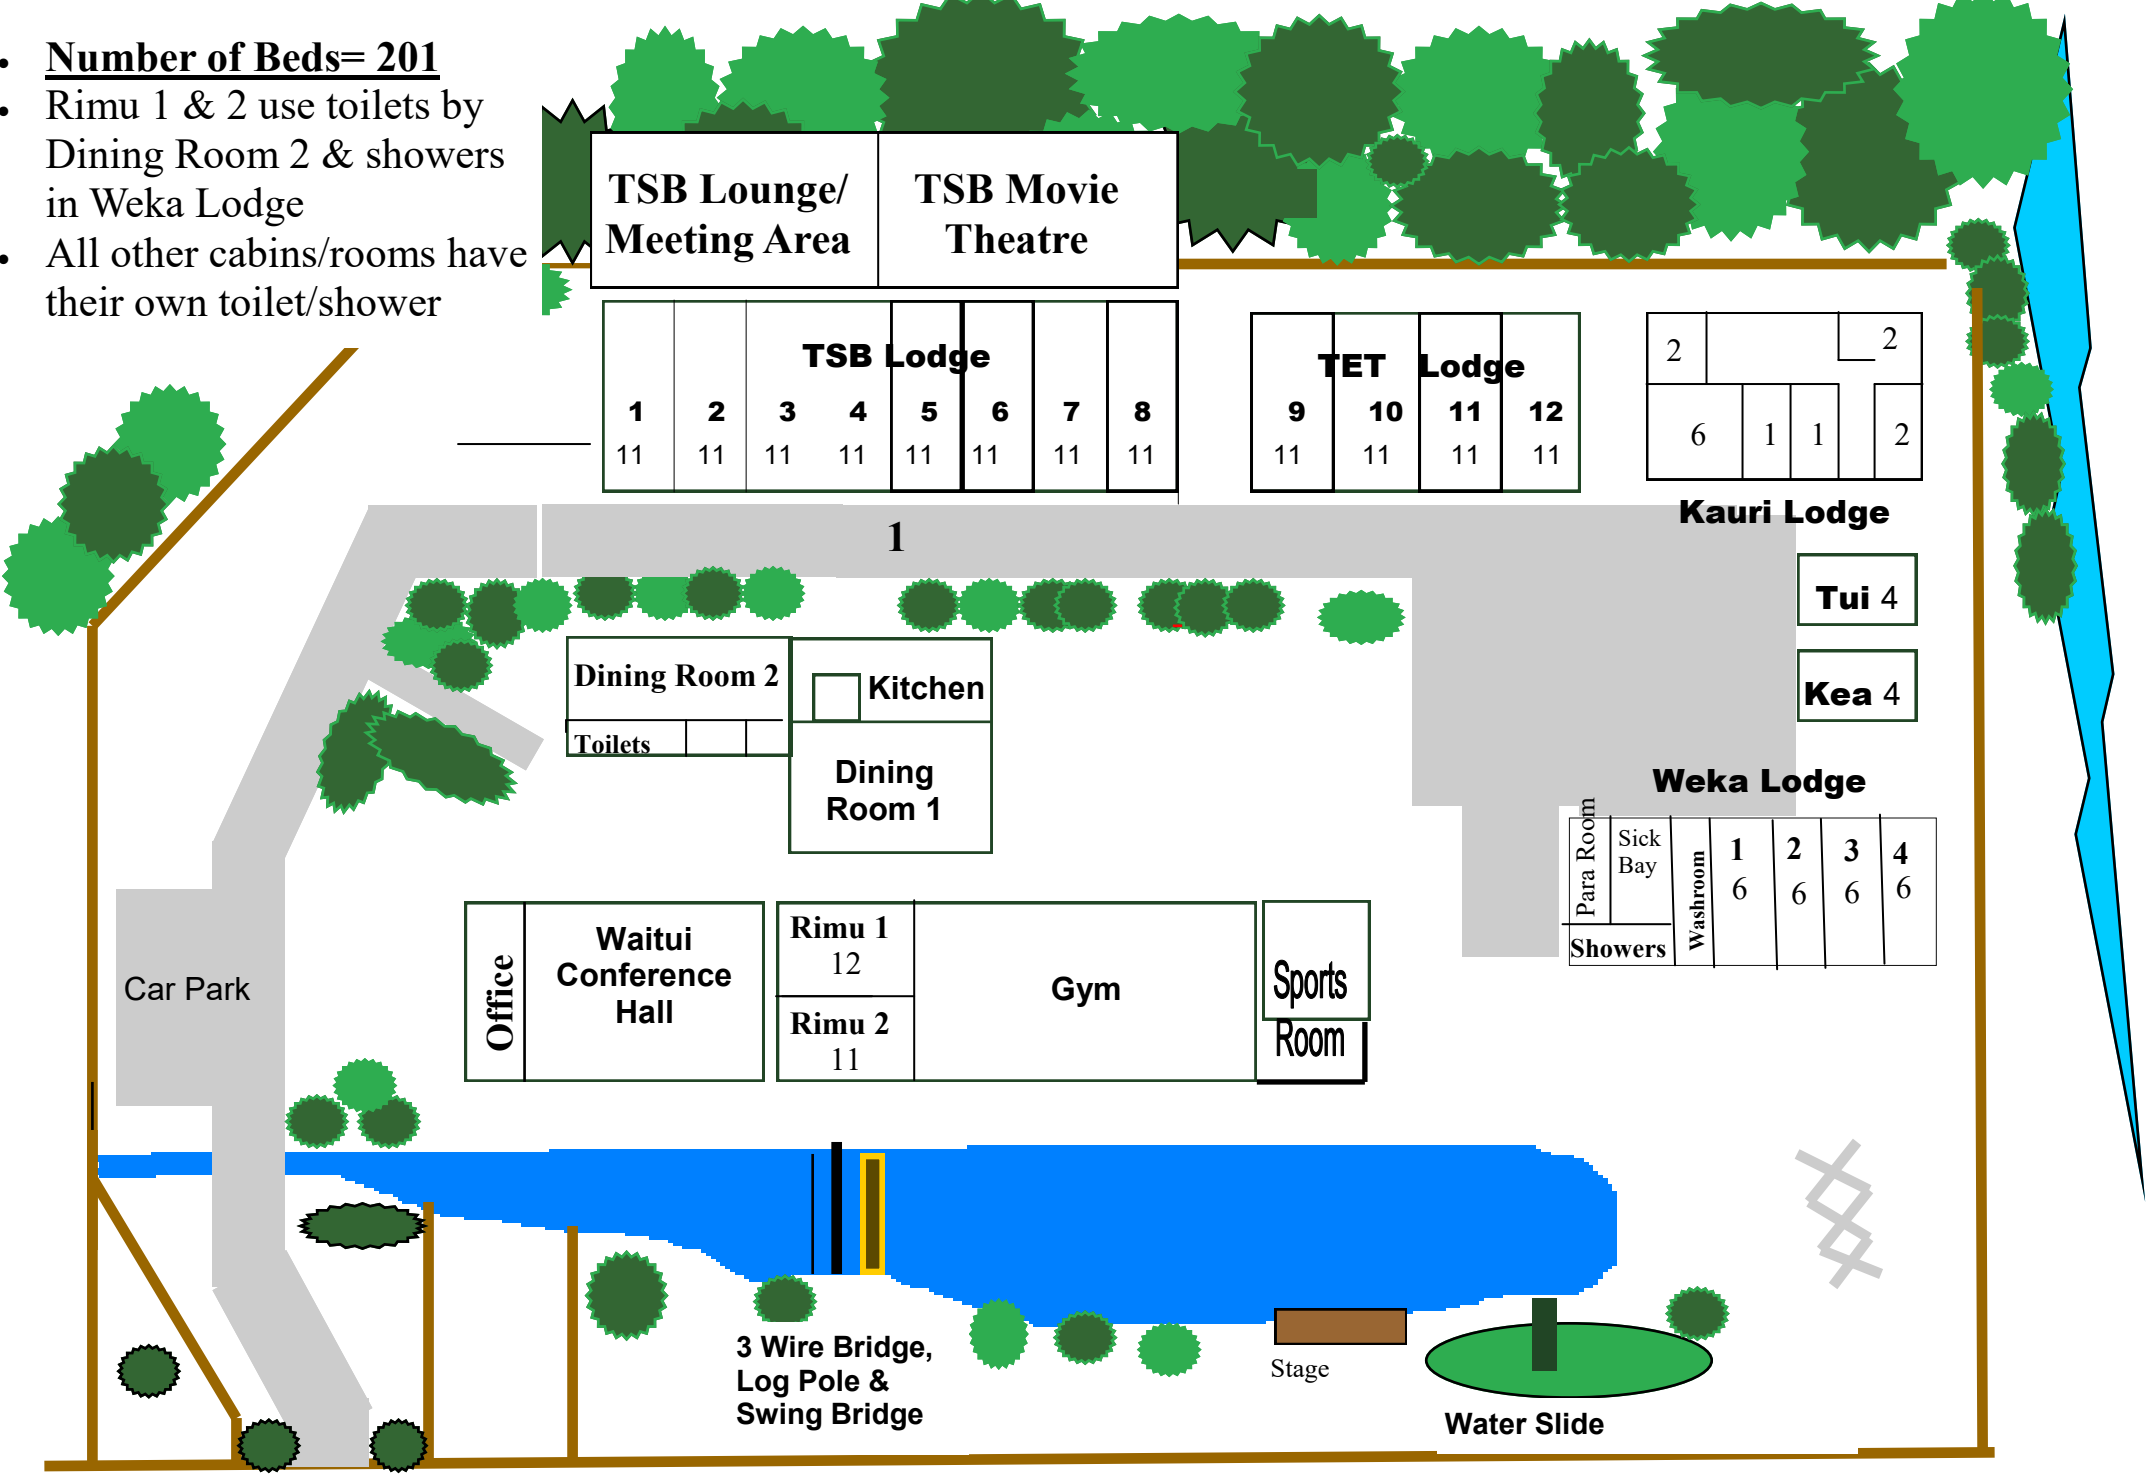 Number of Beds= 201
Rimu 1 & 2 use toilets by
Dining Room 2 & showers
in Weka Lodge
All other cabins/rooms have
their own toilet/shower
TSB Lounge/
Meeting Area
TSB Movie
Theatre
TSB Lodge
1 2 3 4 5 6 7 8
11 11 11 11 11 11 11 11
TET Lodge
9 10 11 12
11 11 11 11
2 2
6 1 1 2
Kauri Lodge
1
Tui 4
Kea 4
Dining Room 2
Toilets
Kitchen
Dining
Room 1
Weka Lodge
Para Room
Sick
Bay
Showers
Washroom
1 2 3 4
6 6 6 6
Car Park
Office
Waitui
Conference
Hall
Rimu 1
12
Rimu 2
11
Gym
Sports
Room
3 Wire Bridge,
Log Pole &
Swing Bridge
Stage
Water Slide